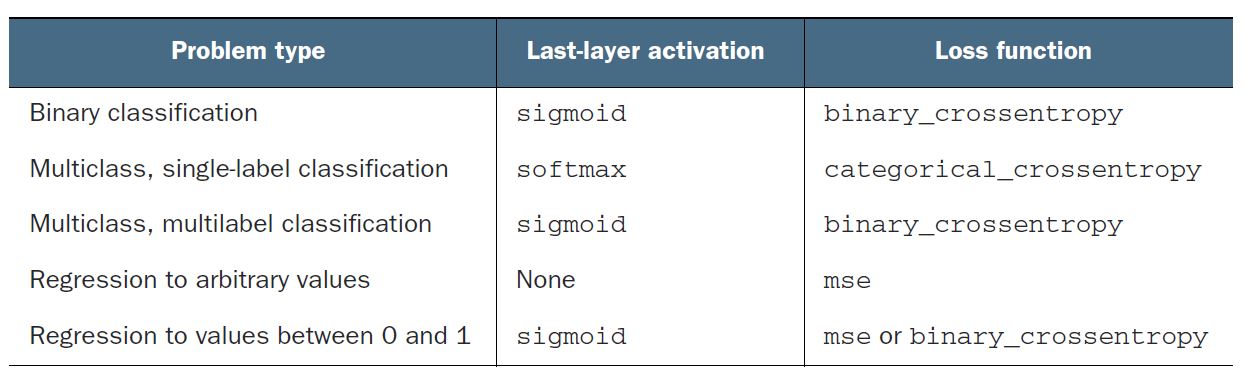 Problem type Last-layer activation Loss function
Binary classification sigmoid binary_crossentropy
Multiclass, single-label classification softmax categorical_crossentropy
Multiclass, multilabel classification sigmoid binary_crossentropy
Regression to arbitrary values None mse
Regression to values between 0 and 1 sigmoid mse or binary_crossentropy